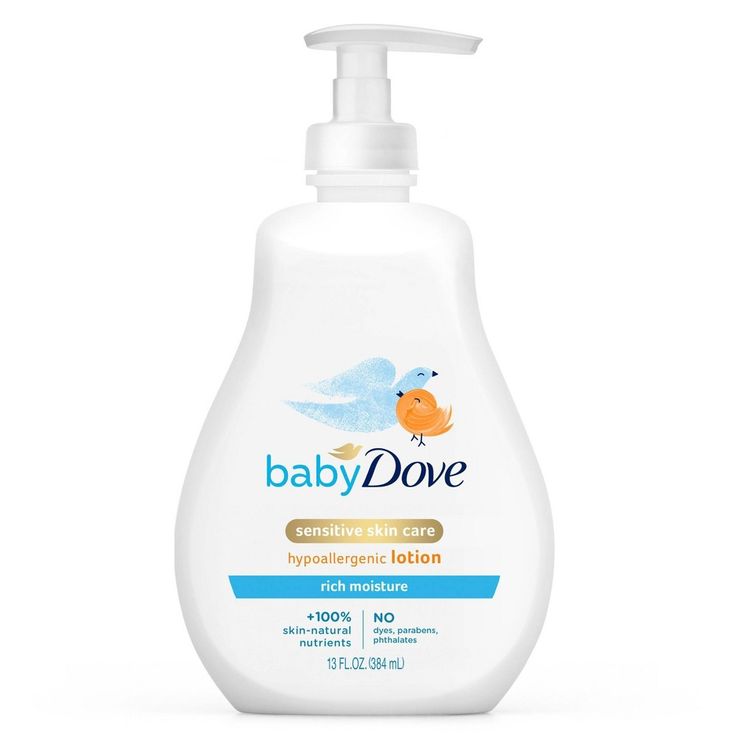 baby Dove
sensitive skin care
hypoallergenic lotion
rich moisture
+100%
skin-natural
nutrients
NO
dyes, parabens,
phthalates
13 FL.OZ. (384 mL)